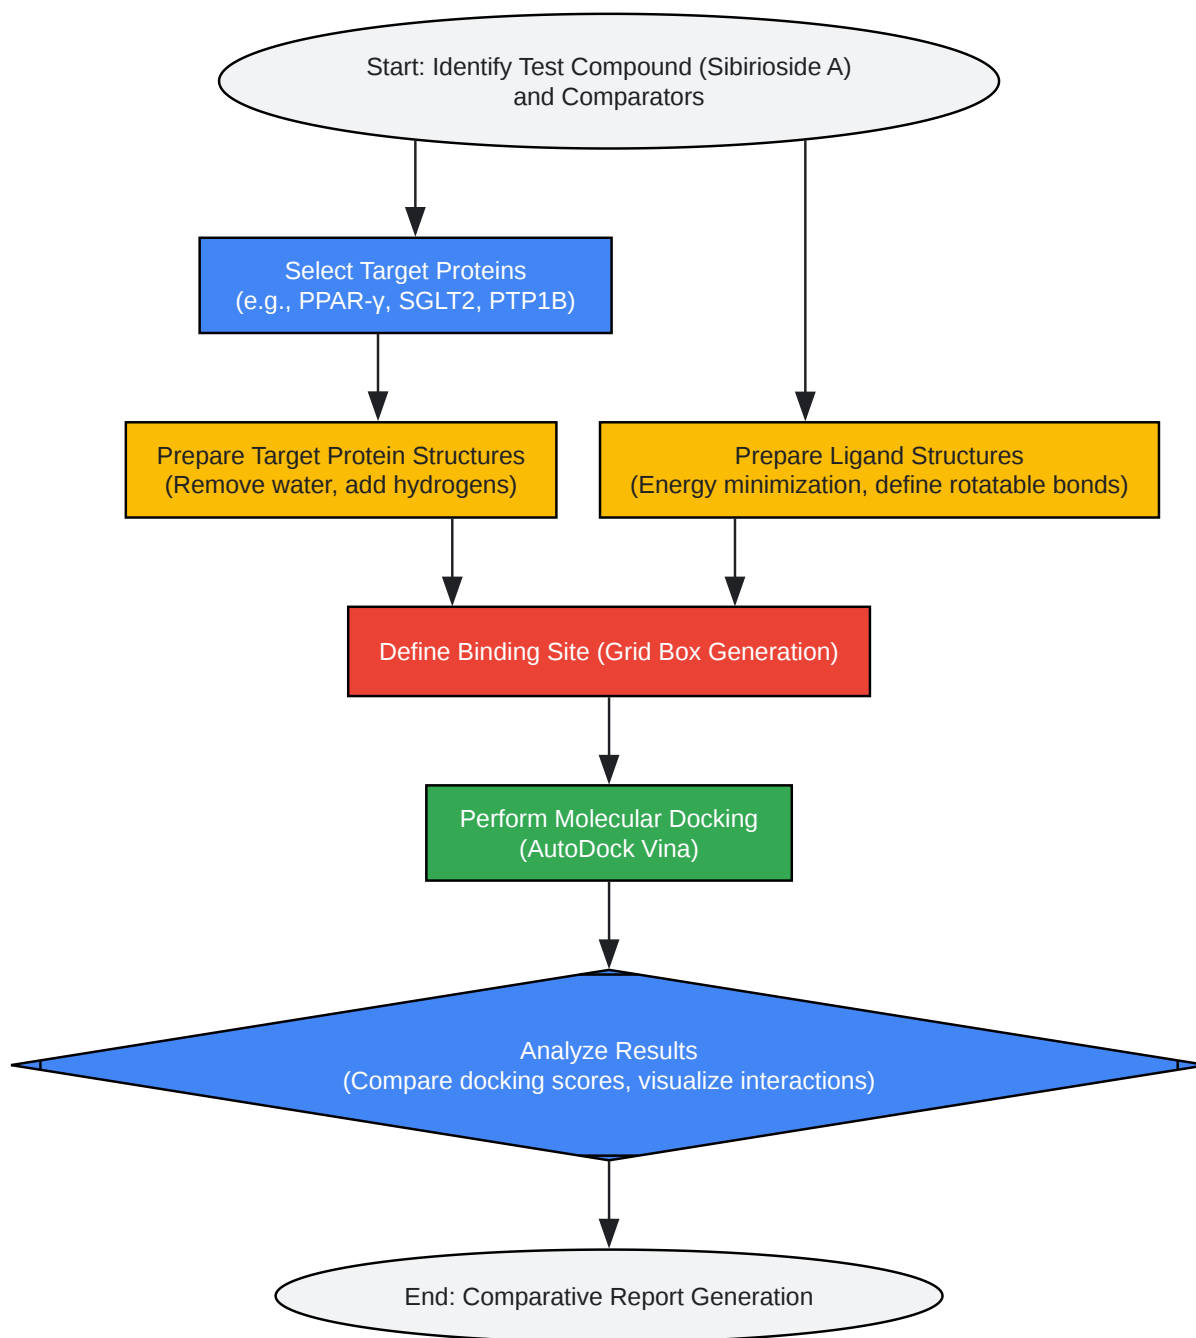 Start: Identify Test Compound (Sibirioside A)
and Comparators
Select Target Proteins
(e.g., PPAR-γ, SGLT2, PTP1B)
Prepare Target Protein Structures
(Remove water, add hydrogens)
Prepare Ligand Structures
(Energy minimization, define rotatable bonds)
Define Binding Site (Grid Box Generation)
Perform Molecular Docking
(AutoDock Vina)
Analyze Results
(Compare docking scores, visualize interactions)
End: Comparative Report Generation